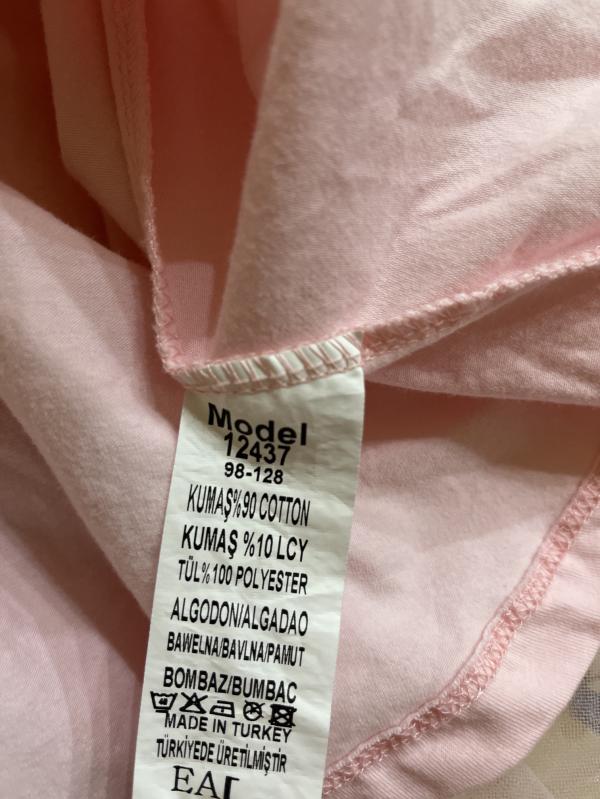 Model
12437
98-128
KUMAŞ%90 COTTON
KUMAŞ %10 LCY
TÜL%100 POLYESTER
ALGODON/ALGADAO
BAWELNA/BAVLNA/PAMUT
BOMBAZ/BUMBAC
MADE IN TURKEY
TÜRKİYEDE ÜRETİLMİŞTİR
EAC